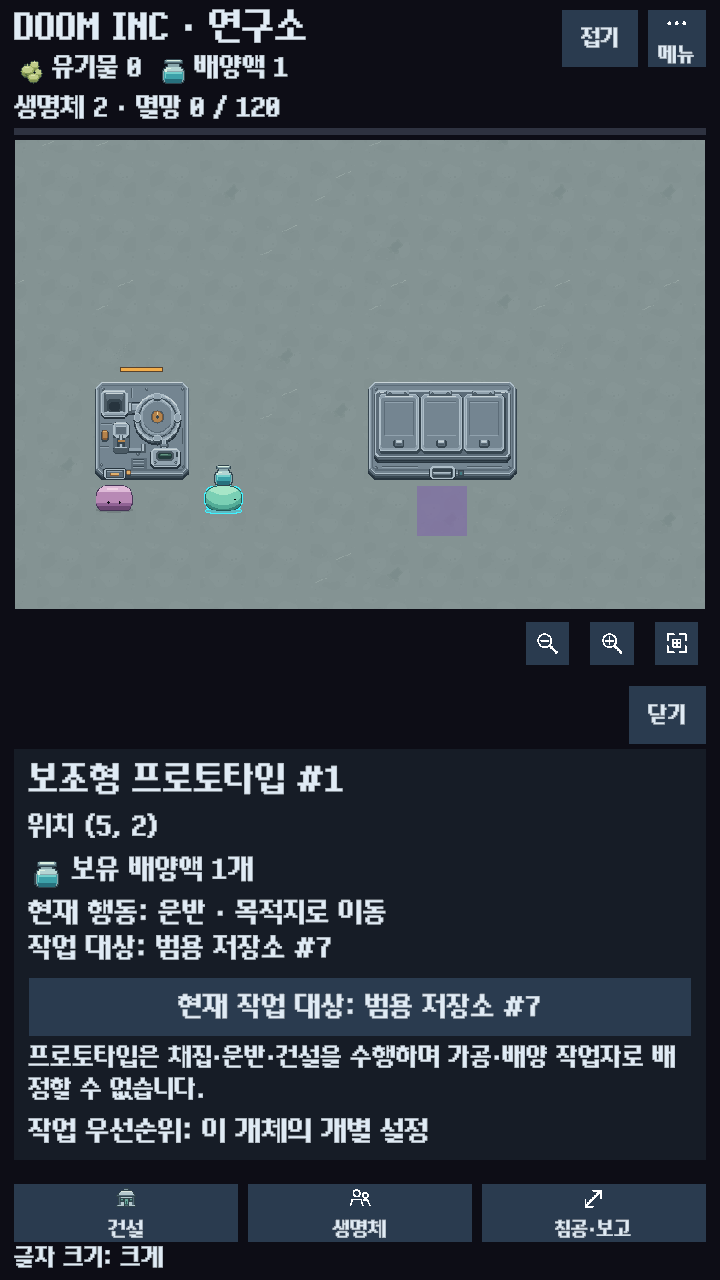 DOOM INC · 연구소
접기
메뉴
유기물 0 배양액 1
생명체 2 · 멸망 0 / 120
닫기
보조형 프로토타입 #1
위치 (5, 2)
보유 배양액 1개
현재 행동: 운반 · 목적지로 이동
작업 대상: 범용 저장소 #7
현재 작업 대상: 범용 저장소 #7
프로토타입은 채집·운반·건설을 수행하며 가공·배양 작업자로 배
정할 수 없습니다.
작업 우선순위: 이 개체의 개별 설정
건설
생명체
침공·보고
글자 크기: 크게